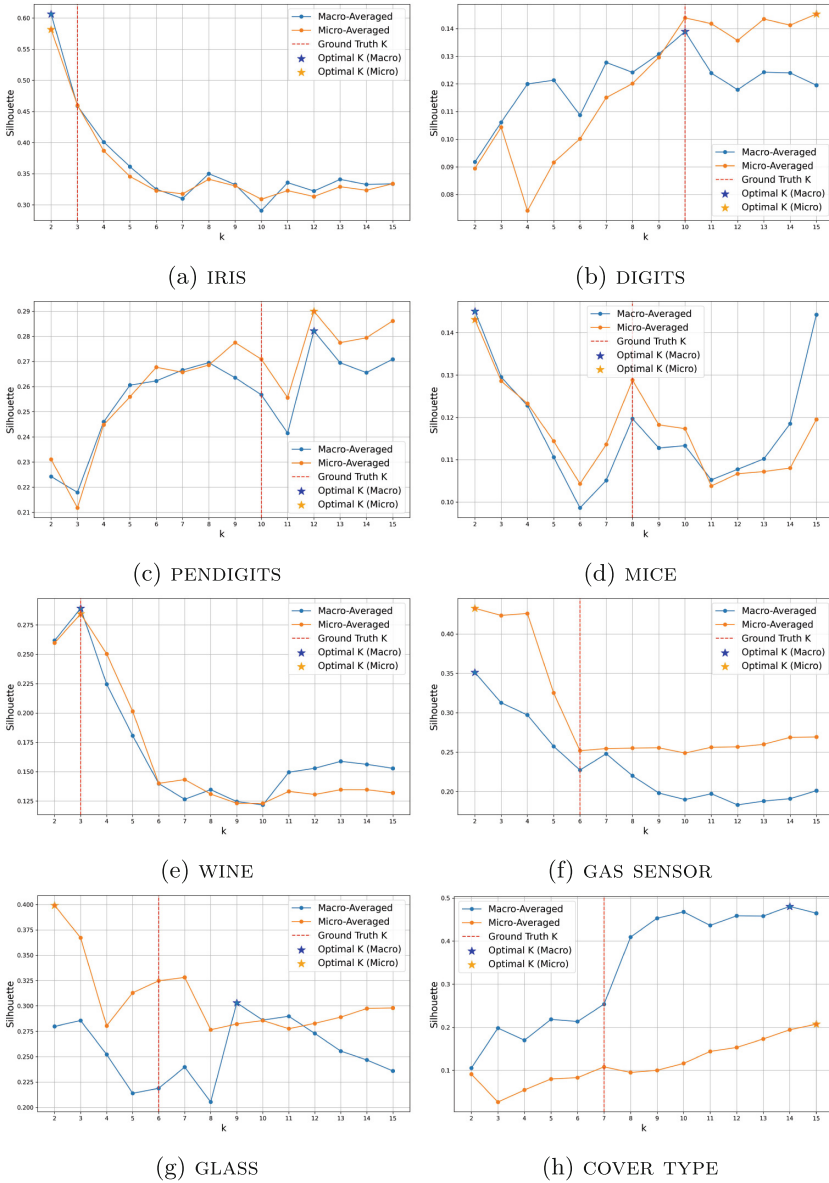 Silhouette
0.60
0.55
0.50
0.45
0.40
0.35
0.30
2 3 4 5 6 7 8 9 10 11 12 13 14 15
k
Macro-Averaged
Micro-Averaged
Ground Truth K
Optimal K (Macro)
Optimal K (Micro)
(a) IRIS
Silhouette
0.14
0.13
0.12
0.11
0.10
0.09
0.08
2 3 4 5 6 7 8 9 10 11 12 13 14 15
k
Macro-Averaged
Micro-Averaged
Ground Truth K
Optimal K (Macro)
Optimal K (Micro)
(b) DIGITS
Silhouette
0.29
0.28
0.27
0.26
0.25
0.24
0.23
0.22
0.21
2 3 4 5 6 7 8 9 10 11 12 13 14 15
k
Macro-Averaged
Micro-Averaged
Ground Truth K
Optimal K (Macro)
Optimal K (Micro)
(c) PENDIGITS
Silhouette
0.14
0.13
0.12
0.11
0.10
2 3 4 5 6 7 8 9 10 11 12 13 14 15
k
Macro-Averaged
Micro-Averaged
Ground Truth K
Optimal K (Macro)
Optimal K (Micro)
(d) MICE
Silhouette
0.275
0.250
0.225
0.200
0.175
0.150
0.125
2 3 4 5 6 7 8 9 10 11 12 13 14 15
k
Macro-Averaged
Micro-Averaged
Ground Truth K
Optimal K (Macro)
Optimal K (Micro)
(e) WINE
Silhouette
0.40
0.35
0.30
0.25
0.20
2 3 4 5 6 7 8 9 10 11 12 13 14 15
k
Macro-Averaged
Micro-Averaged
Ground Truth K
Optimal K (Macro)
Optimal K (Micro)
(f) GAS SENSOR
Silhouette
0.400
0.375
0.350
0.325
0.300
0.275
0.250
0.225
0.200
2 3 4 5 6 7 8 9 10 11 12 13 14 15
k
Macro-Averaged
Micro-Averaged
Ground Truth K
Optimal K (Macro)
Optimal K (Micro)
(g) GLASS
Silhouette
0.5
0.4
0.3
0.2
0.1
2 3 4 5 6 7 8 9 10 11 12 13 14 15
k
Macro-Averaged
Micro-Averaged
Ground Truth K
Optimal K (Macro)
Optimal K (Micro)
(h) COVER TYPE